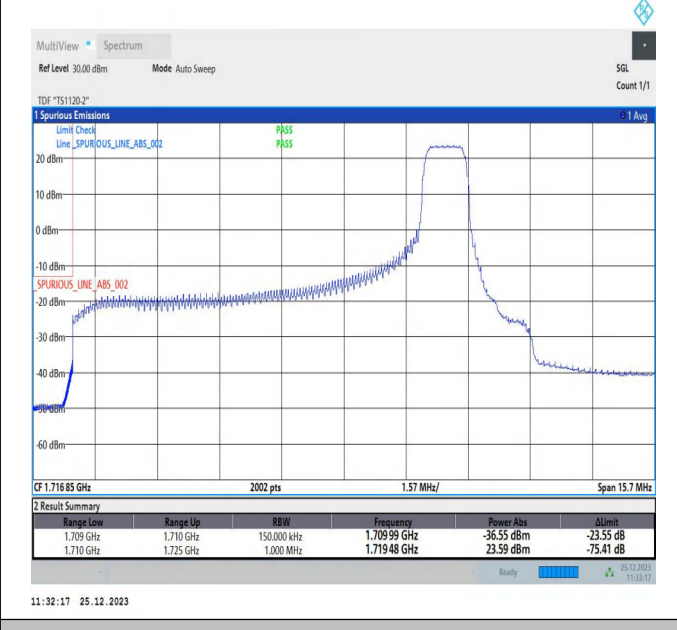 R S
MultiView Spectrum
Ref Level 30.00 dBm Mode Auto Sweep SGL
Count 1/1
TDF "TS1120-2"
1 Spurious Emissions 1 Avg
Limit Check PASS
Line _SPURIOUS_LINE_ABS_002 PASS
20 dBm
10 dBm
0 dBm
-10 dBm
_SPURIOUS_LINE_ABS_002
-20 dBm
-30 dBm
-40 dBm
-50 dBm
-60 dBm
CF 1.71685 GHz 2002 pts 1.57 MHz/ Span 15.7 MHz
2 Result Summary
Range Low Range Up RBW Frequency Power Abs ΔLimit
1.709 GHz 1.710 GHz 150.000 kHz 1.70999 GHz -36.55 dBm -23.55 dB
1.710 GHz 1.725 GHz 1.000 MHz 1.71948 GHz 23.59 dBm -75.41 dB
Ready 25.12.2023
11:32:17
11:32:17 25.12.2023